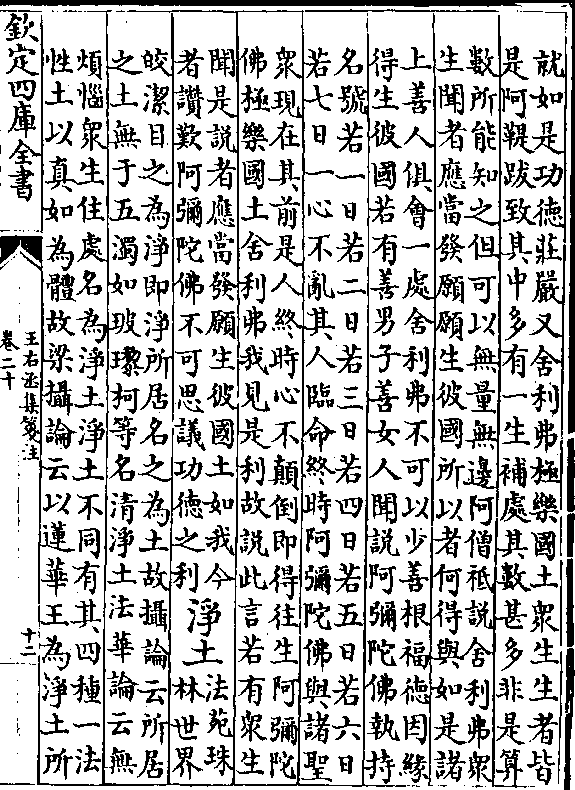 就如是功德莊嚴又舍利弗極樂國土衆生生者皆
是阿鞞跋致其中多有一生補處其數甚多非是算
數所能知之但可以無量無邊阿僧祇說舍利弗衆
生聞者應當發願願生彼國所以者何得與如是諸
上善人俱會一處舍利弗不可以少善根福德因緣
得生彼國若有善男子善女人聞說阿彌陀佛執持
名號若一日若二日若三日若四日若五日若六日
若七日一心不亂其人臨命終時阿彌陀佛與諸聖
衆現在其前是人終時心不顛倒即得往生阿彌陀
佛極樂國土舍利弗我見是利故說此言若有衆生
聞是說者應當發願生彼國土如我今
者讚歎阿彌陀佛不可思議功德之利
淨土
法苑珠
林世界
皎潔目之為淨即淨所居名之為土故攝論云所居
之土無于五濁如玻瓈柯等名清淨土法華論云無
煩惱衆生住處名為淨土淨土不同有其四種一法
性土以真如為體故梁攝論云以蓮華王為淨土所
欽定四庫全書
王右丞集箋注
卷二十
十二